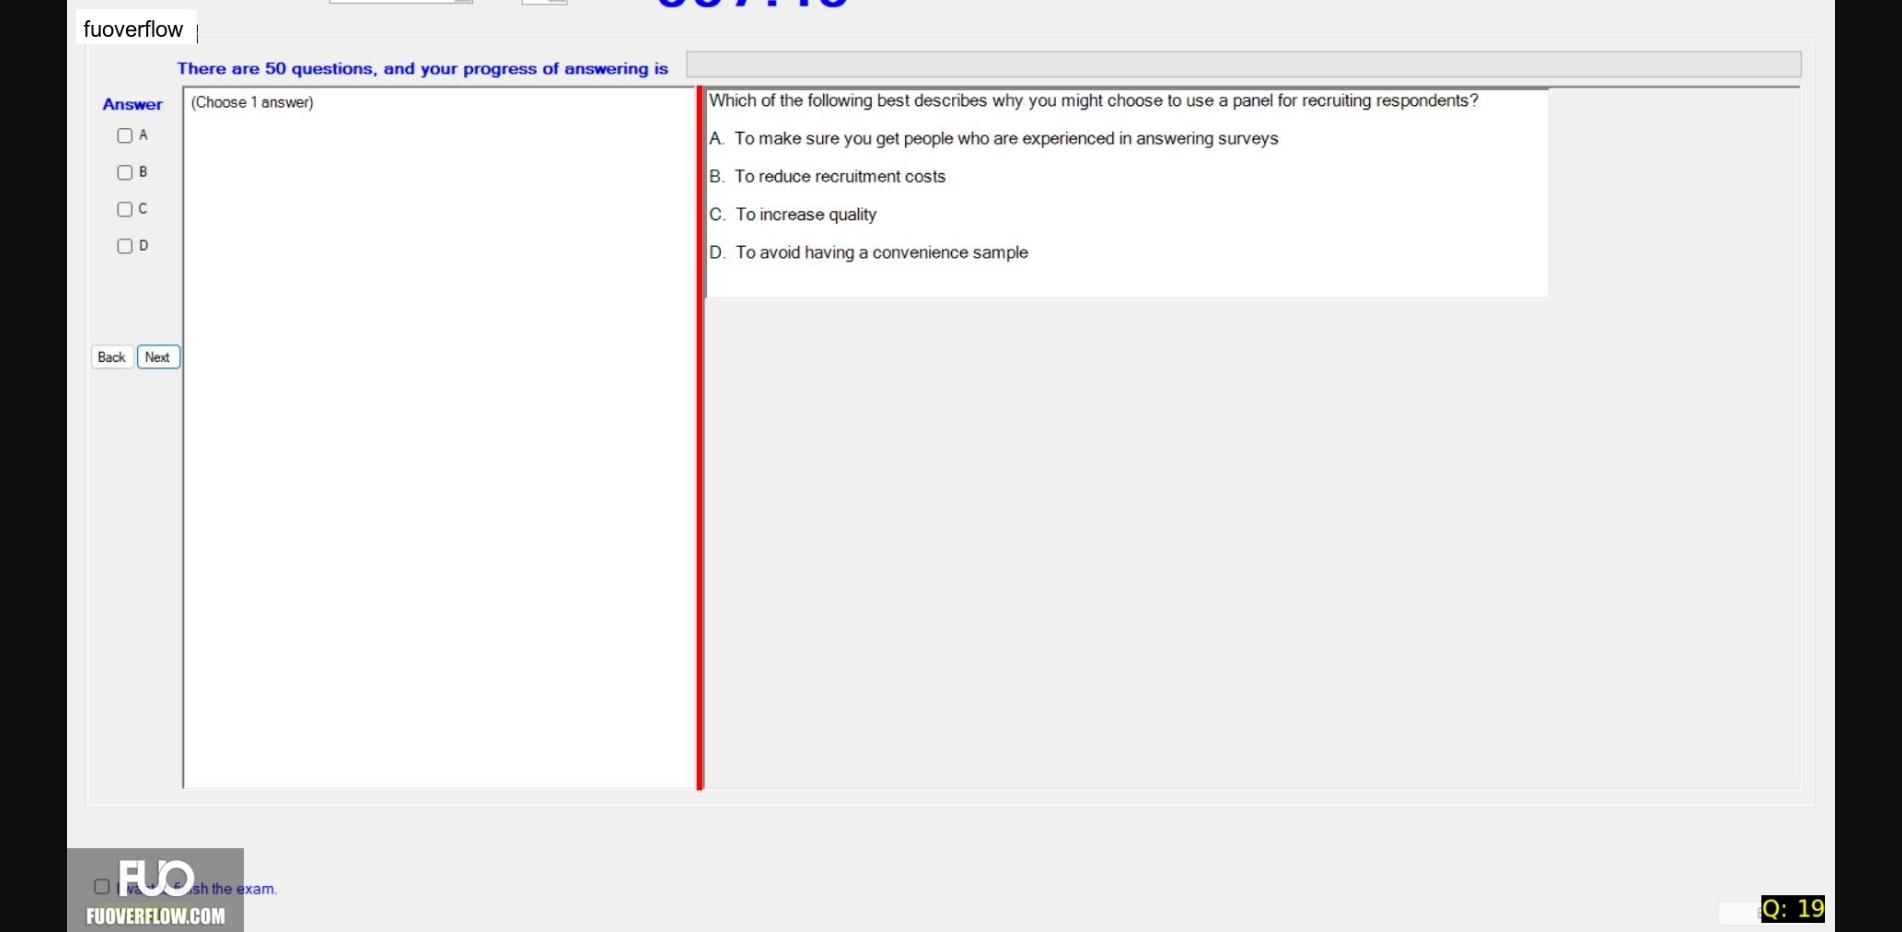 fuoverflow
There are 50 questions, and your progress of answering is
Answer
(Choose 1 answer)
A
B
C
D
Back Next
Which of the following best describes why you might choose to use a panel for recruiting respondents?
A. To make sure you get people who are experienced in answering surveys
B. To reduce recruitment costs
C. To increase quality
D. To avoid having a convenience sample
I want to finish the exam.
FUO
FUOVERFLOW.COM
Q: 19